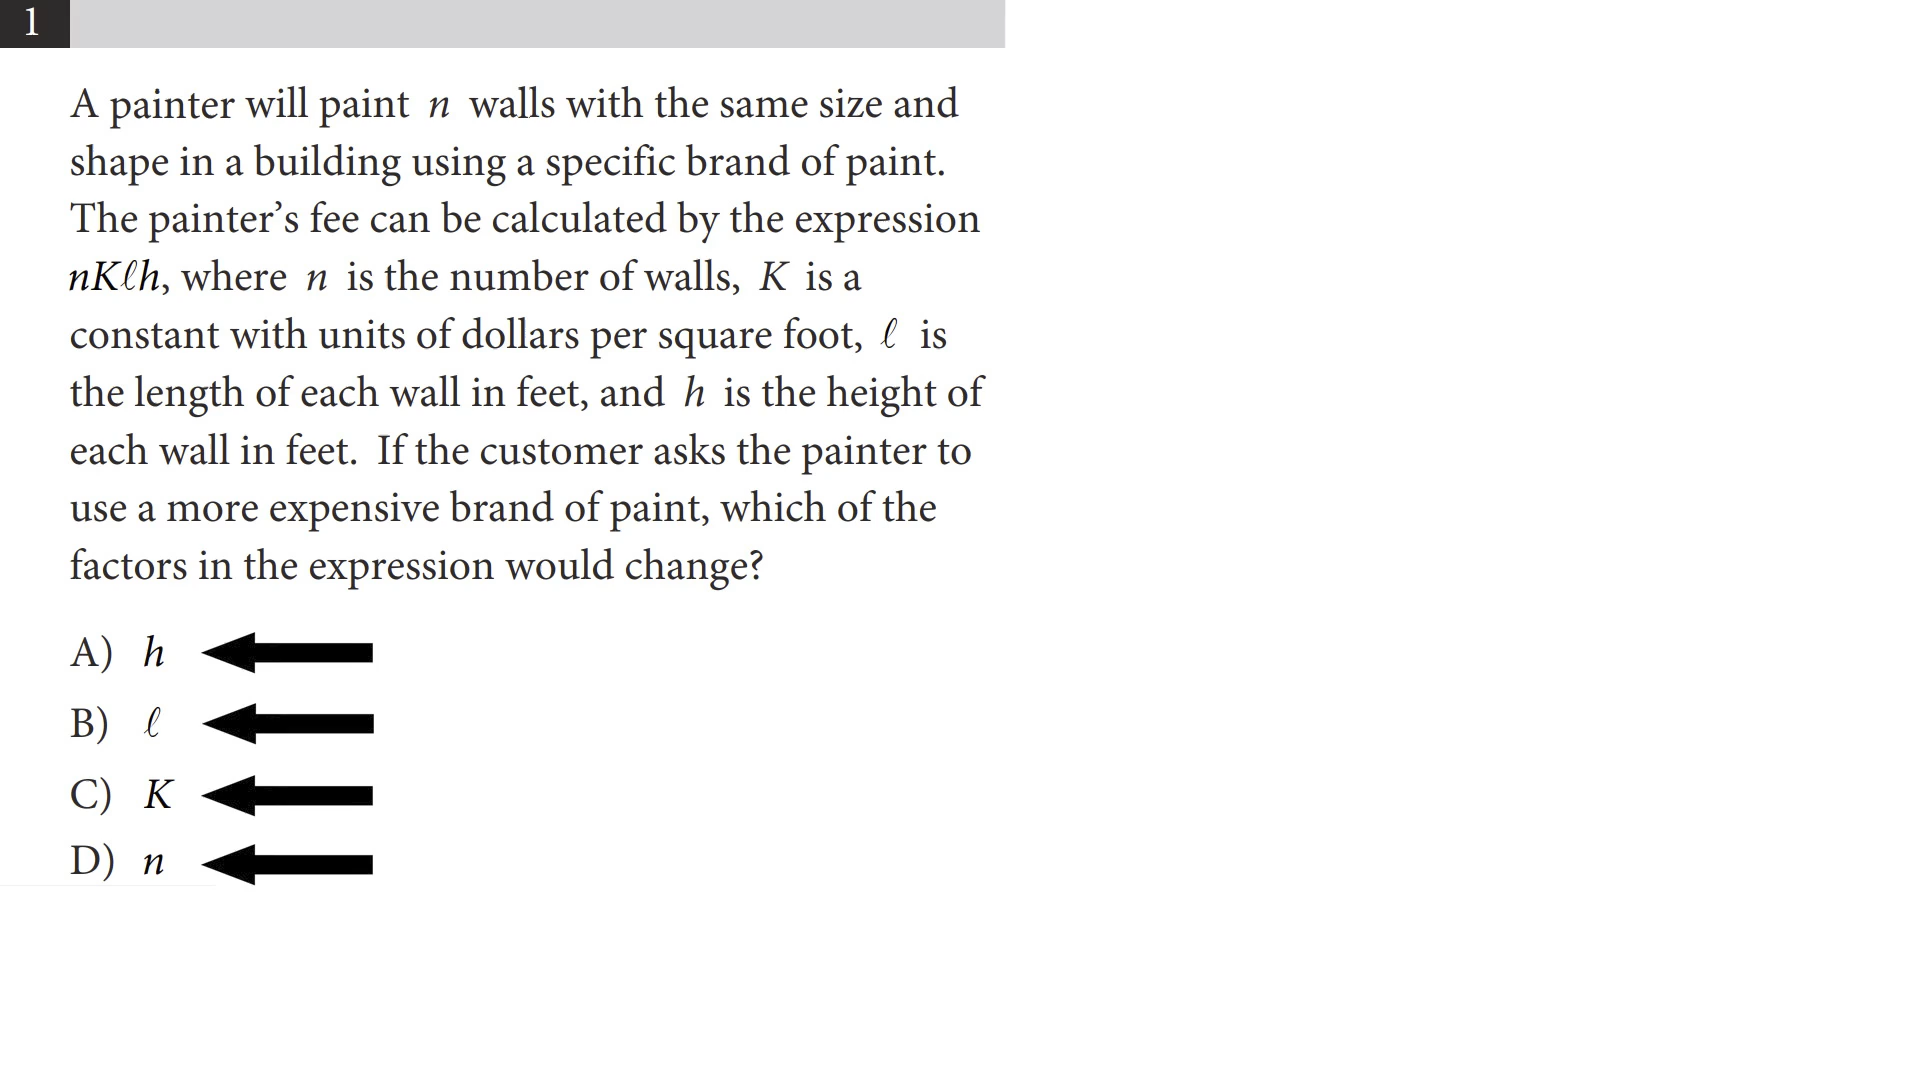 1
A painter will paint n walls with the same size and
shape in a building using a specific brand of paint.
The painter’s fee can be calculated by the expression
nKℓh, where n is the number of walls, K is a
constant with units of dollars per square foot, ℓ is
the length of each wall in feet, and h is the height of
each wall in feet. If the customer asks the painter to
use a more expensive brand of paint, which of the
factors in the expression would change?
A) h
B) ℓ
C) K
D) n